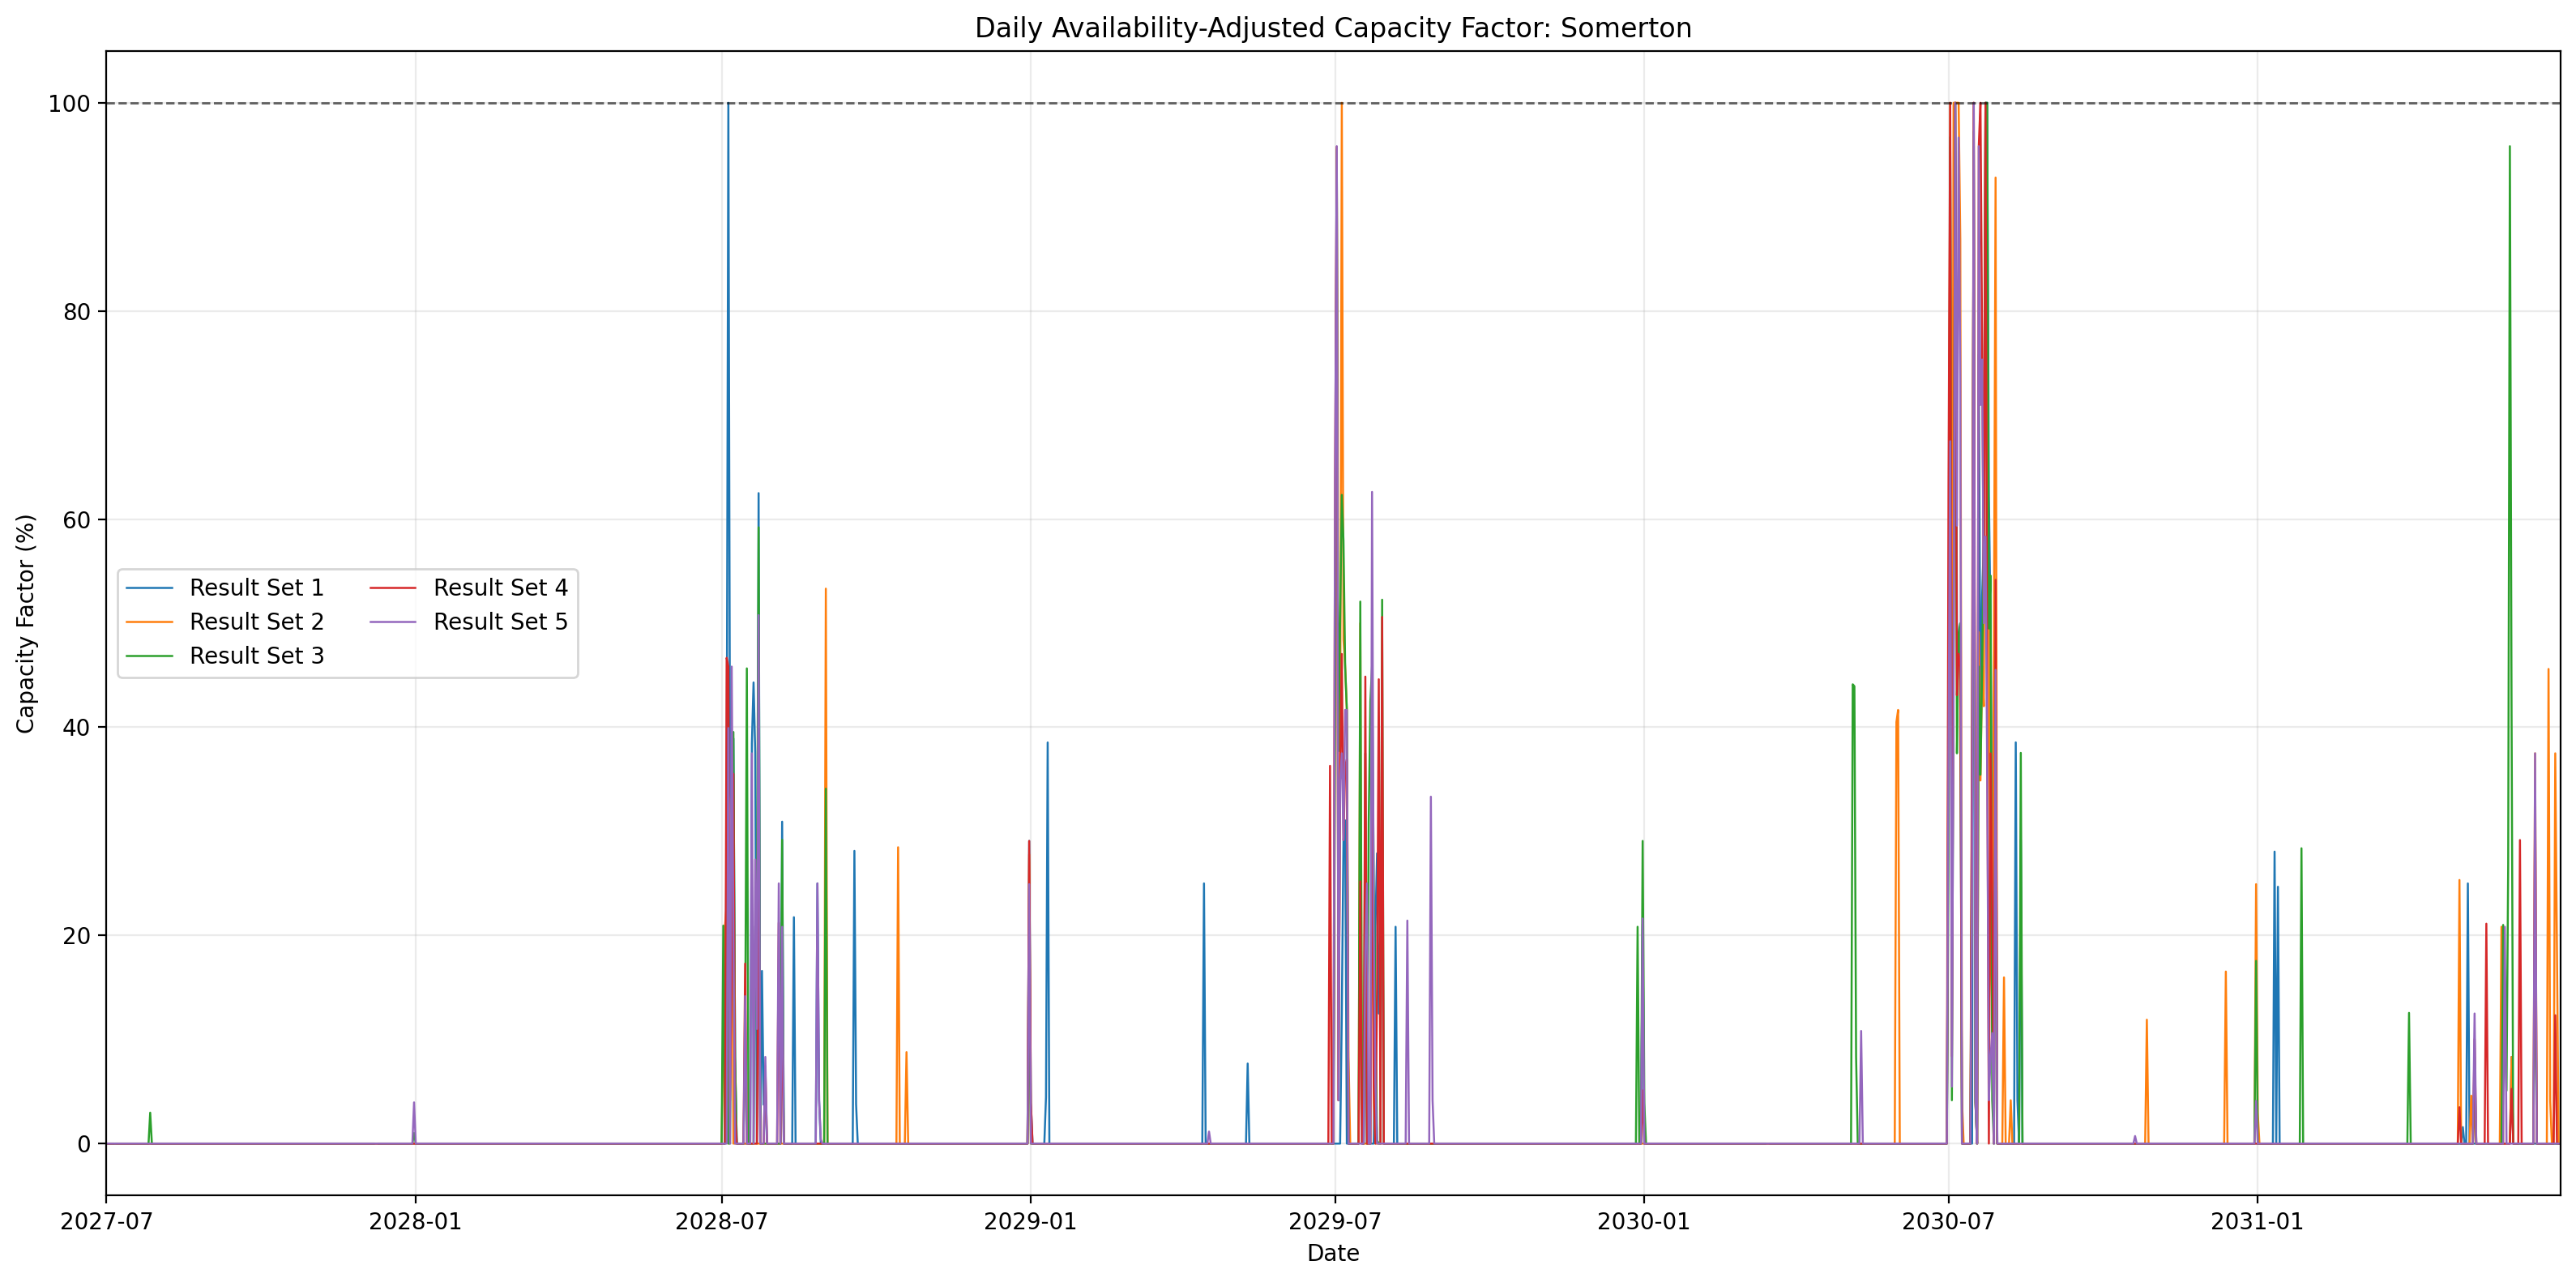 Daily Availability-Adjusted Capacity Factor: Somerton
Capacity Factor (%)
100
80
60
40
20
0
Result Set 1
Result Set 2
Result Set 3
Result Set 4
Result Set 5
2027-07
2028-01
2028-07
2029-01
2029-07
2030-01
2030-07
2031-01
Date